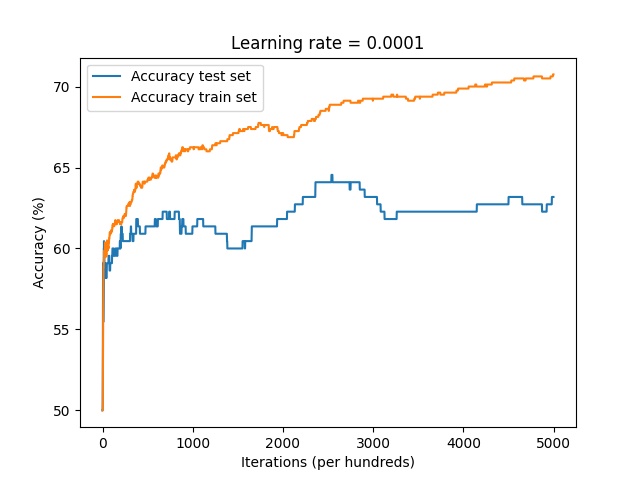 Learning rate = 0.0001
Accuracy test set
Accuracy train set
Accuracy (%)
70
65
60
55
50
0 1000 2000 3000 4000 5000
Iterations (per hundreds)